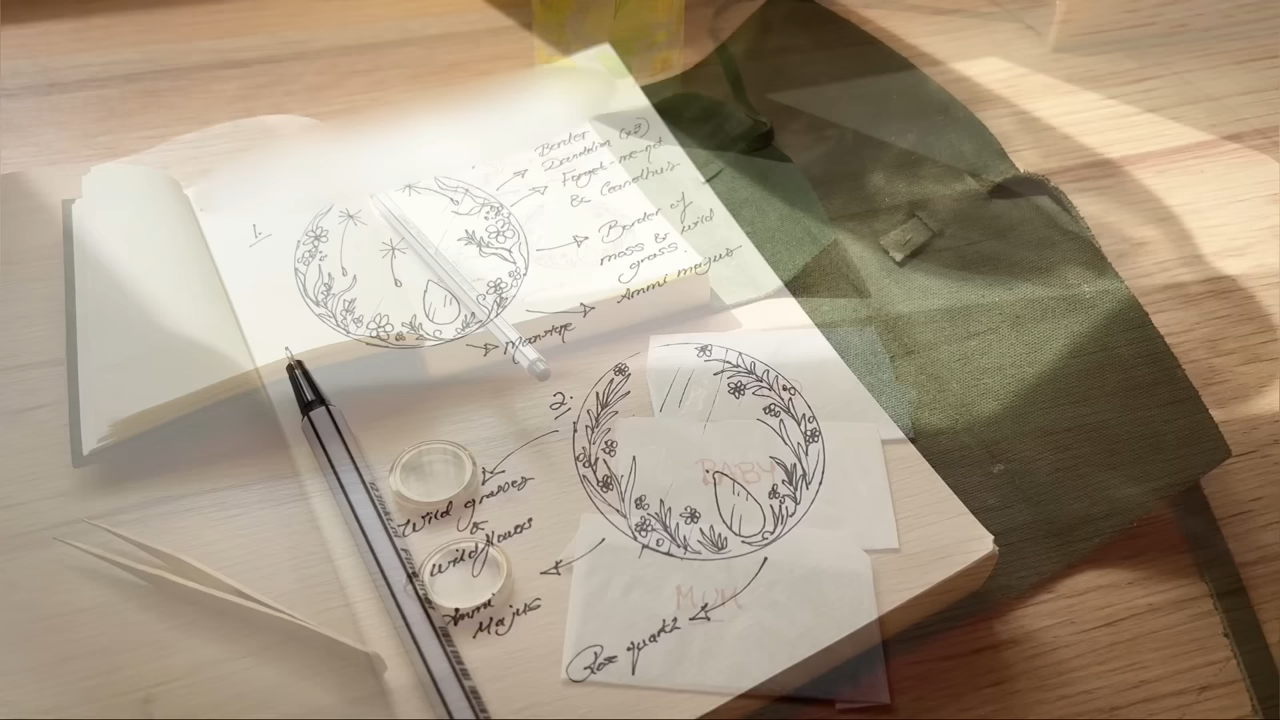 1.
Border
Dandelion (x3)
Forget-me-not
& Ceanothus
Border of
moss & wild
grass.
Ammi majus
Moonstone
2.
Wild grasses
&
wildflowers
Ammi
Majus
Rose quartz
BABY
MUM